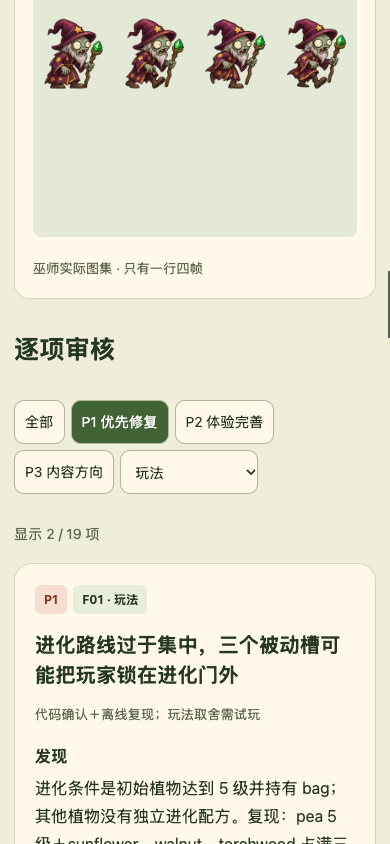 巫师实际图集 · 只有一行四帧
逐项审核
全部
P1 优先修复
P2 体验完善
P3 内容方向
玩法
显示 2 / 19 项
P1
F01 · 玩法
进化路线过于集中，三个被动槽可
能把玩家锁在进化门外
代码确认＋离线复现；玩法取舍需试玩
发现
进化条件是初始植物达到 5 级并持有 bag；
其他植物没有独立进化配方。复现：pea 5
级＋sunflower、walnut、torchwood 占满三